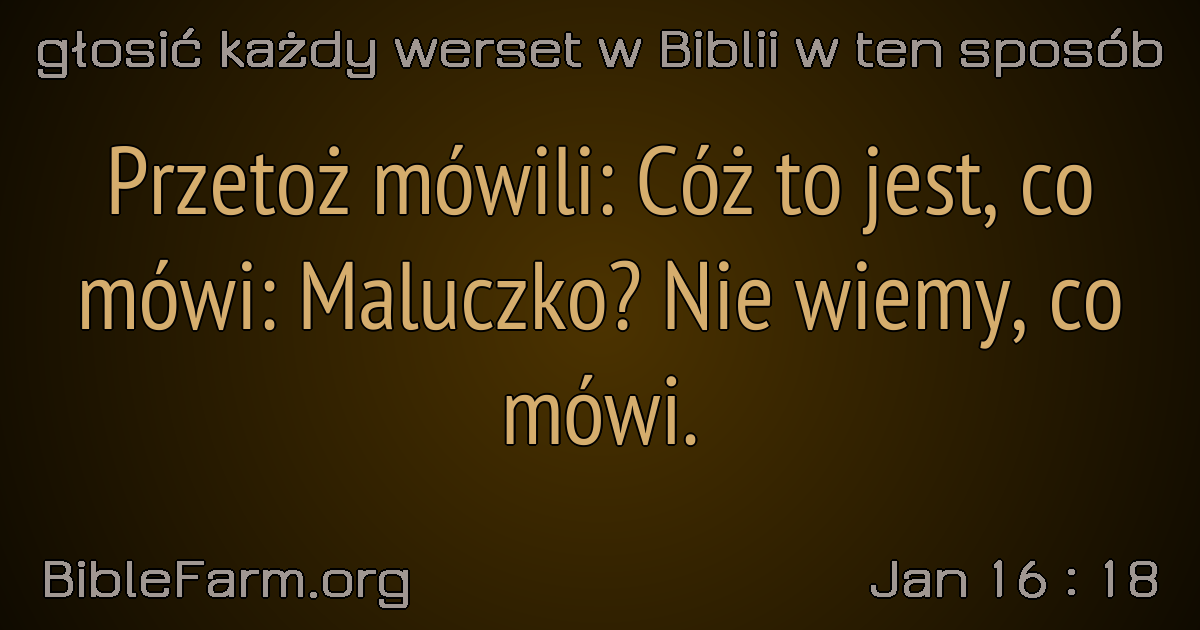 głosić każdy werset w Biblii w ten sposób
Przetoż mówili: Cóż to jest, co
mówi: Maluczko? Nie wiemy, co
mówi.
BibleFarm.org
Jan 16 : 18